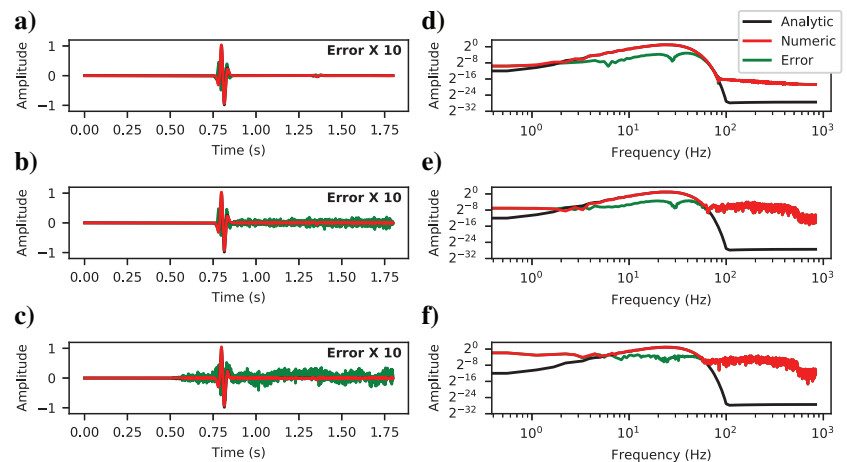 a)
Error X 10
1
0
−1
Amplitude
0.00 0.25 0.50 0.75 1.00 1.25 1.50 1.75
Time (s)
d)
Analytic
Numeric
Error
2^0
2^−8
2^−16
2^−24
2^−32
Amplitude
10^0 10^1 10^2 10^3
Frequency (Hz)
b)
Error X 10
1
0
−1
Amplitude
0.00 0.25 0.50 0.75 1.00 1.25 1.50 1.75
Time (s)
e)
2^0
2^−8
2^−16
2^−24
2^−32
Amplitude
10^0 10^1 10^2 10^3
Frequency (Hz)
c)
Error X 10
1
0
−1
Amplitude
0.00 0.25 0.50 0.75 1.00 1.25 1.50 1.75
Time (s)
f)
2^0
2^−8
2^−16
2^−24
2^−32
Amplitude
10^0 10^1 10^2 10^3
Frequency (Hz)